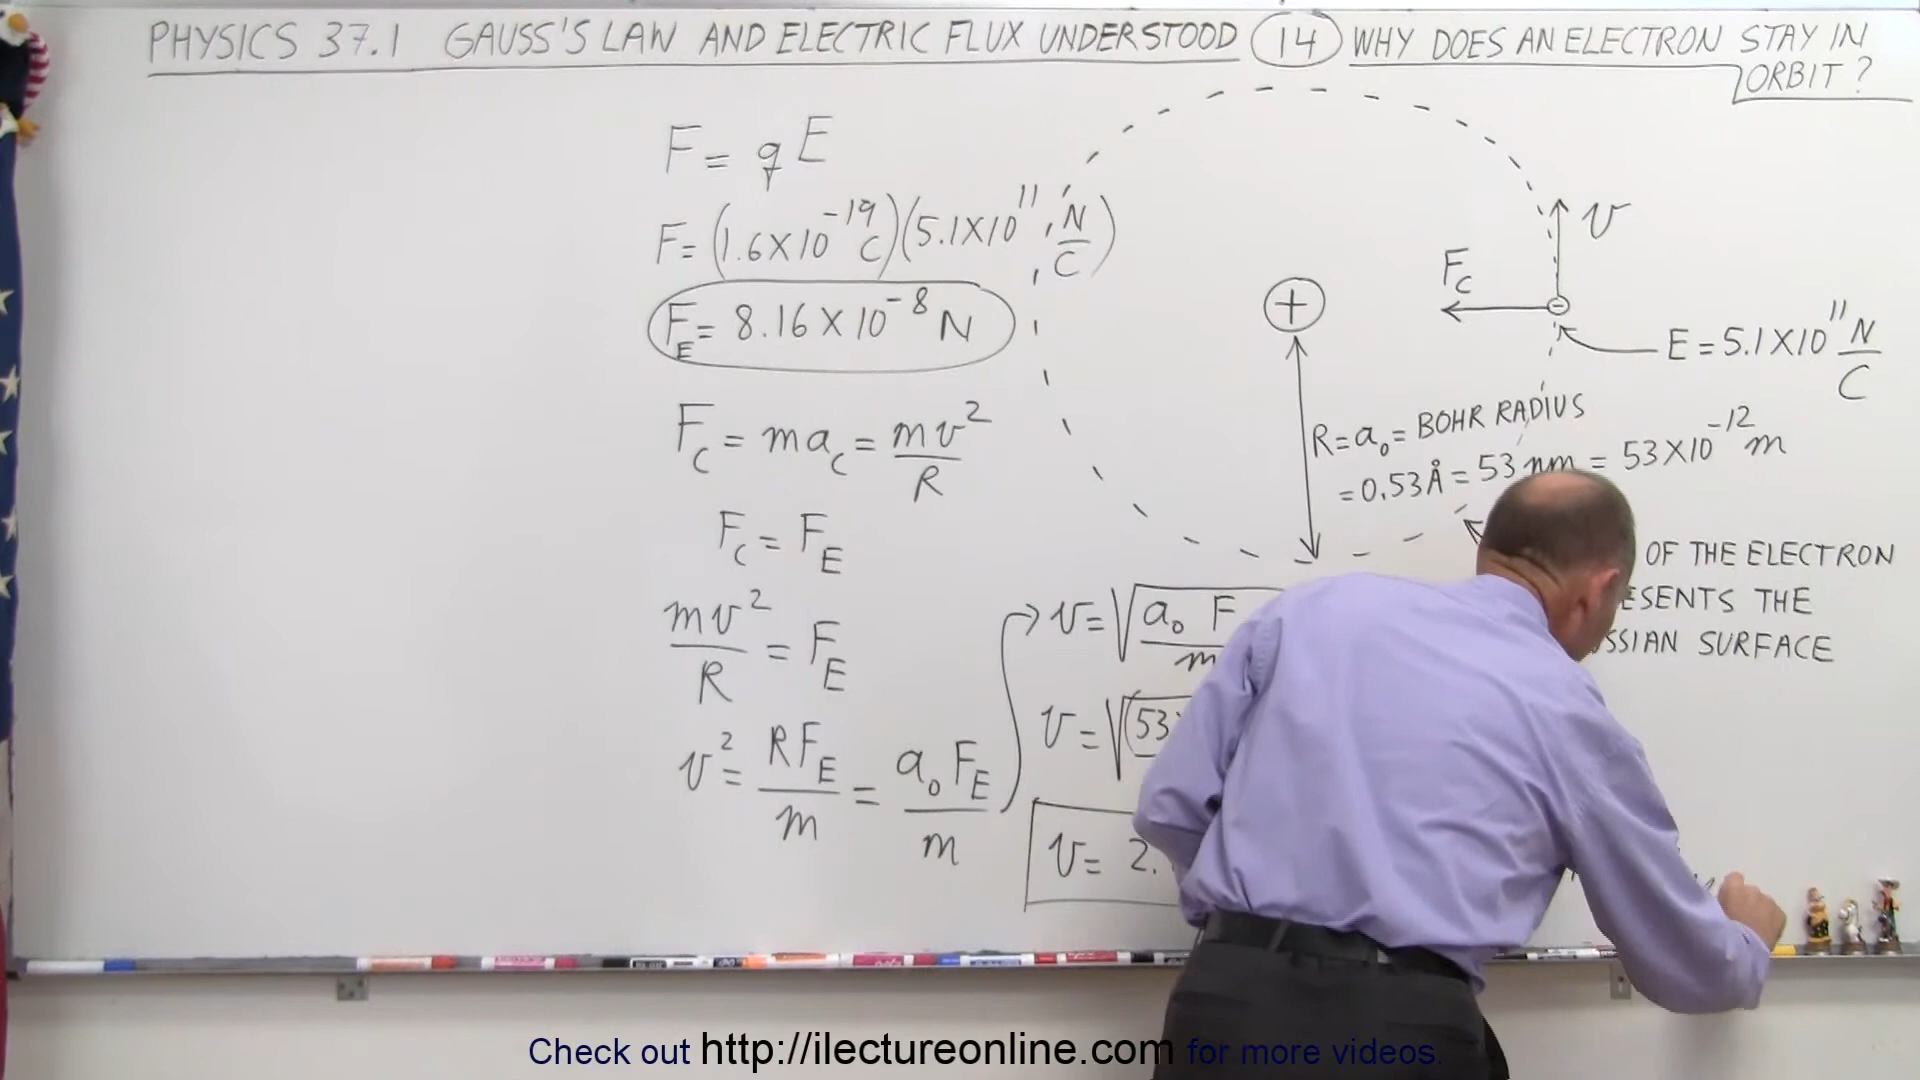 PHYSICS 37.1 GAUSS'S LAW AND ELECTRIC FLUX UNDERSTOOD 14 WHY DOES AN ELECTRON STAY IN
ORBIT?
F = qE
F = (1.6 X 10^-19 C)(5.1 X 10^11 N/C)
F_E = 8.16 X 10^-8 N
F_C = ma_C = mv^2/R
F_C = F_E
mv^2/R = F_E
v^2 = RF_E/m = a_0 F_E/m
v = √(a_0 F
m
v = √(53
v = 2.
+
v
F_C
−
E = 5.1 X 10^11 N/C
R = a_0 = BOHR RADIUS
= 0.53Å = 53 nm = 53 X 10^-12 m
OF THE ELECTRON
ESENTS THE
SSIAN SURFACE
Check out http://ilectureonline.com for more videos.